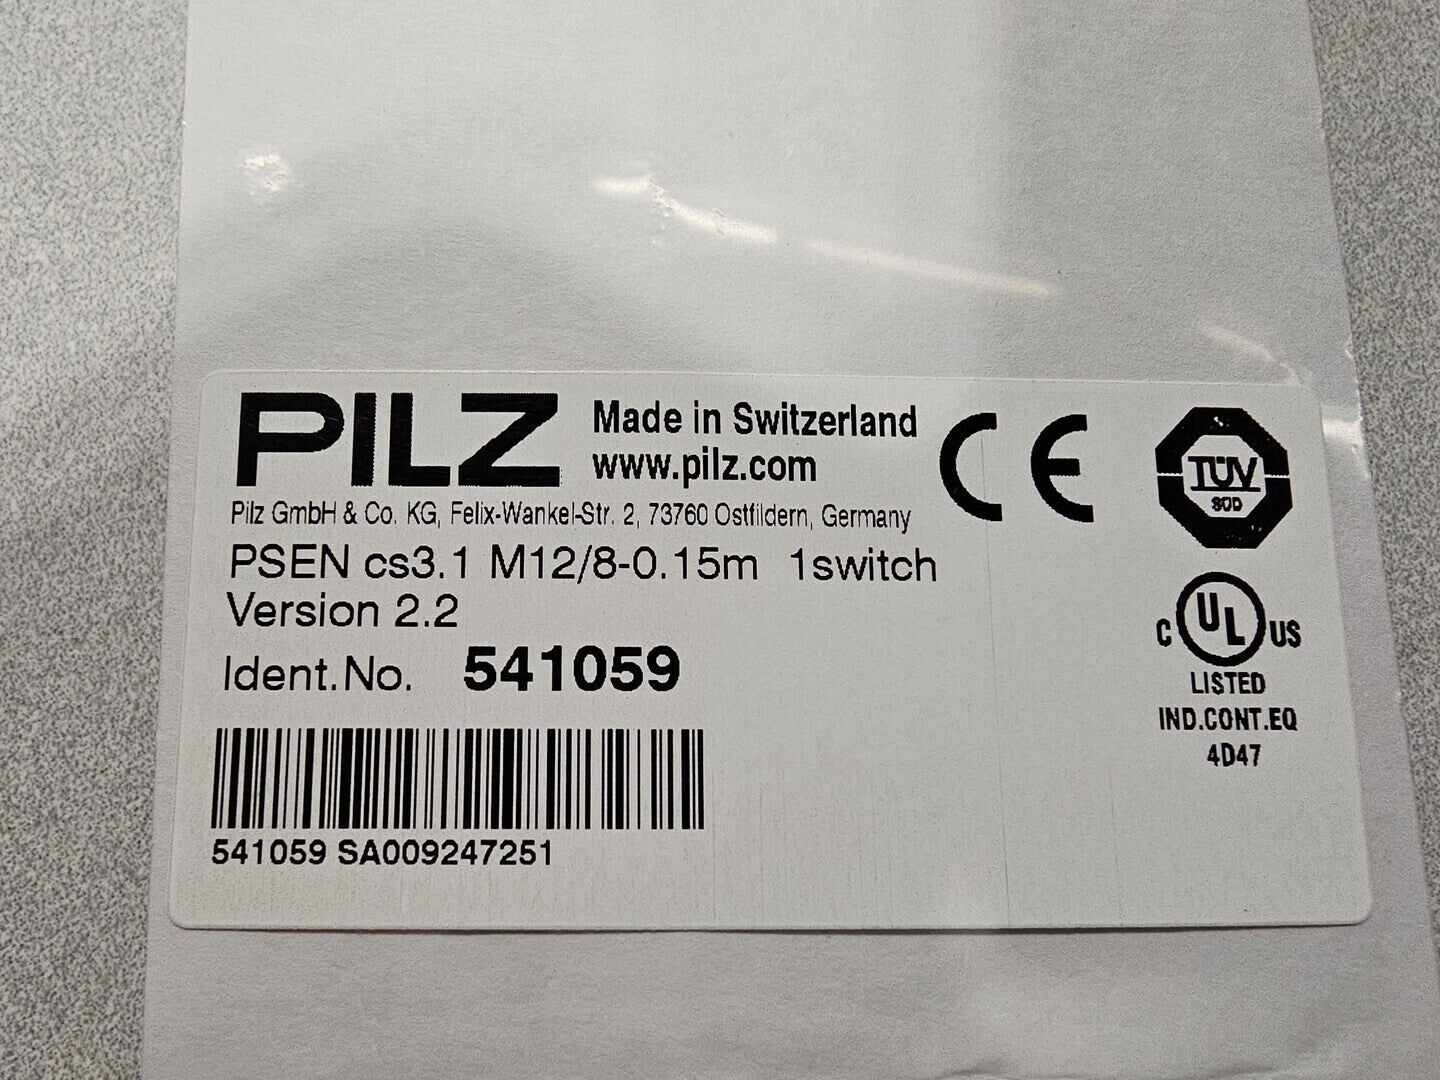 PILZ
Made in Switzerland
www.pilz.com
Pilz GmbH & Co. KG, Felix-Wankel-Str. 2, 73760 Ostfildern, Germany
PSEN cs3.1 M12/8-0.15m 1switch
Version 2.2
Ident.No. 541059
541059 SA009247251
CE
TÜV
SÜD
C UL US
LISTED
IND.CONT.EQ
4D47